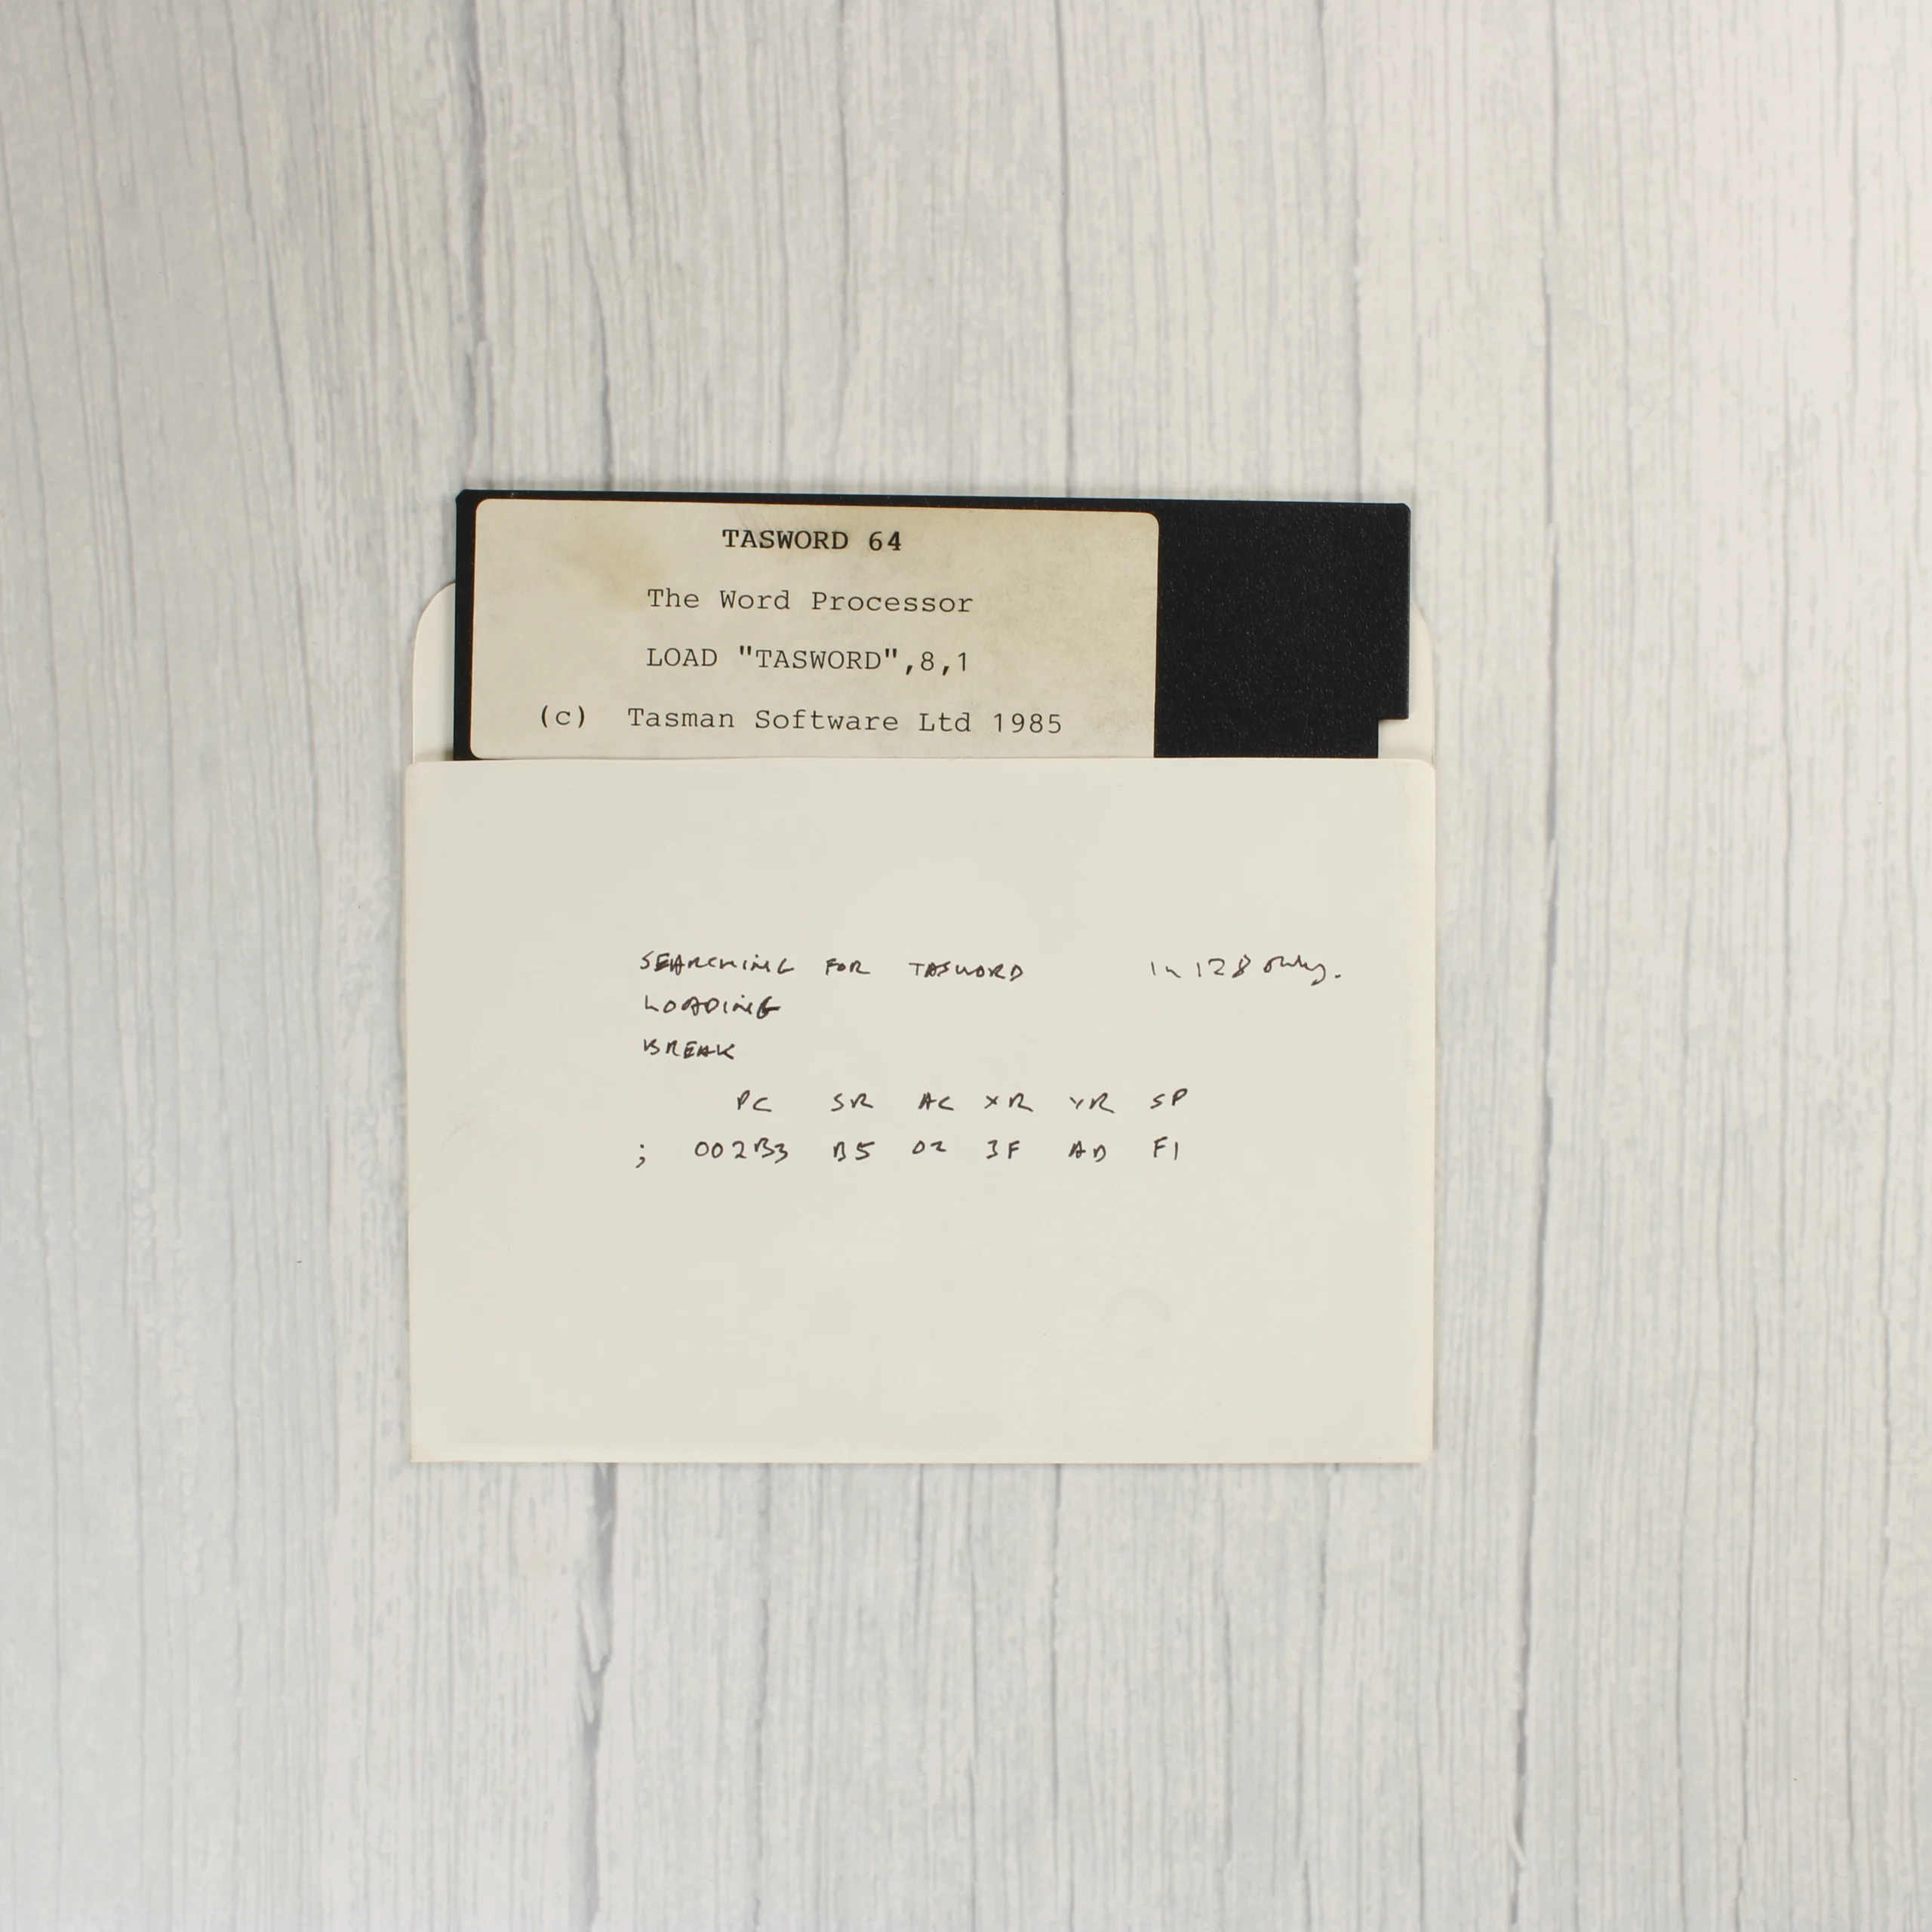 TASWORD 64
The Word Processor
LOAD "TASWORD",8,1
(c) Tasman Software Ltd 1985
SEARCHING FOR TASWORD in 128 only.
LOADING
BREAK
PC SR AC XR YR SP
; 002B3 B5 02 3F AD F1